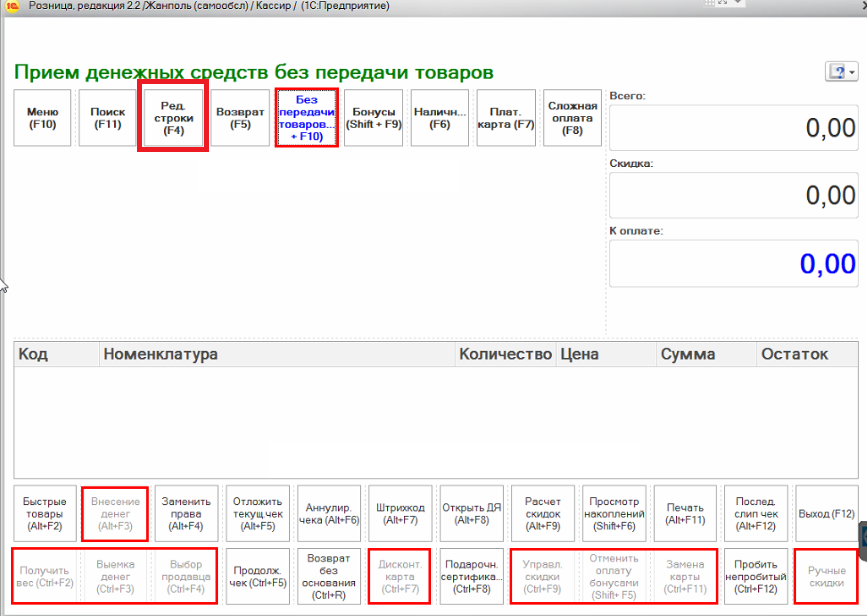 1С Розница, редакция 2.2 /Жанполь (самообсл) / Кассир / (1С:Предприятие)
Прием денежных средств без передачи товаров
?
Меню
(F10)
Поиск
(F11)
Ред.
строки
(F4)
Возврат
(F5)
Без
передачи
товаров...
+ F10)
Бонусы
(Shift + F9)
Наличн...
(F6)
Плат.
карта (F7)
Сложная
оплата
(F8)
Всего:
0,00
Скидка:
0,00
К оплате:
0,00
Код Номенклатура Количество Цена Сумма Остаток
Быстрые
товары
(Alt+F2)
Внесение
денег
(Alt+F3)
Заменить
права
(Alt+F4)
Отложить
текущ.чек
(Alt+F5)
Аннулир.
чека (Alt+F6)
Штрихкод
(Alt+F7)
Открыть ДЯ
(Alt+F8)
Расчет
скидок
(Alt+F9)
Просмотр
накоплений
(Shift+F6)
Печать
(Alt+F11)
Послед.
слип чек
(Alt+F12)
Выход (F12)
Получить
вес (Ctrl+F2)
Выемка
денег
(Ctrl+F3)
Выбор
продавца
(Ctrl+F4)
Продолж.
чек (Ctrl+F5)
Возврат
без
основания
(Ctrl+R)
Дисконт.
карта
(Ctrl+F7)
Подарочн.
сертифика...
(Ctrl+F8)
Управл.
скидки
(Ctrl+F9)
Отменить
оплату
бонусами
(Shift+ F5)
Замена
карты
(Ctrl+F11)
Пробить
непробитый
(Ctrl+F12)
Ручные
скидки